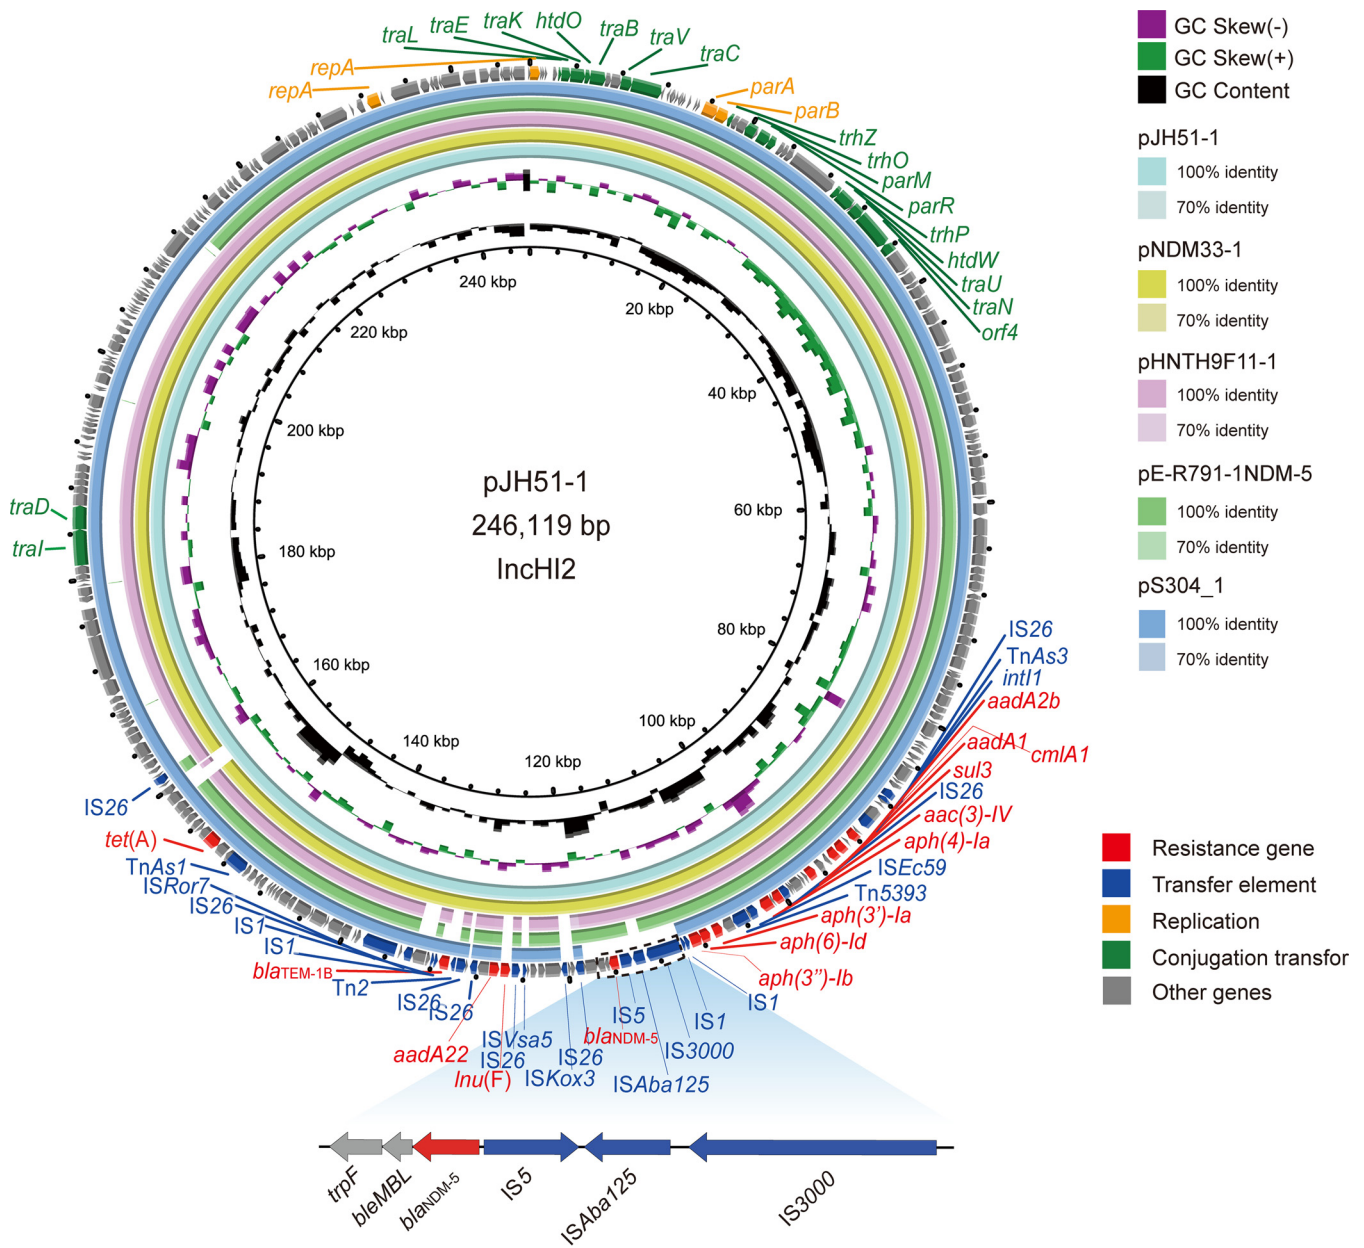 traL
traE
traK
htdO
traB
traV
traC
repA
repA
parA
parB
trhZ
trhO
parM
parR
trhP
htdW
traU
traN
orf4
GC Skew(-)
GC Skew(+)
GC Content
pJH51-1
100% identity
70% identity
pNDM33-1
100% identity
70% identity
pHNTH9F11-1
100% identity
70% identity
pE-R791-1NDM-5
100% identity
70% identity
pS304_1
100% identity
70% identity
240 kbp
20 kbp
220 kbp
40 kbp
200 kbp
60 kbp
180 kbp
80 kbp
160 kbp
100 kbp
140 kbp
120 kbp
pJH51-1
246,119 bp
IncHI2
traD
traI
IS26
TnAs3
intI1
aadA2b
aadA1
cmlA1
sul3
IS26
aac(3)-IV
aph(4)-Ia
ISEc59
Tn5393
aph(3')-Ia
aph(6)-Id
aph(3")-Ib
IS1
IS1
IS3000
ISAba125
IS5
blaNDM-5
IS26
ISKox3
ISVsa5
IS26
lnu(F)
aadA22
IS26
IS26
Tn2
blaTEM-1B
IS1
IS1
IS26
ISRor7
TnAs1
tet(A)
IS26
Resistance gene
Transfer element
Replication
Conjugation transfor
Other genes
trpF
bleMBL
blaNDM-5
IS5
ISAba125
IS3000